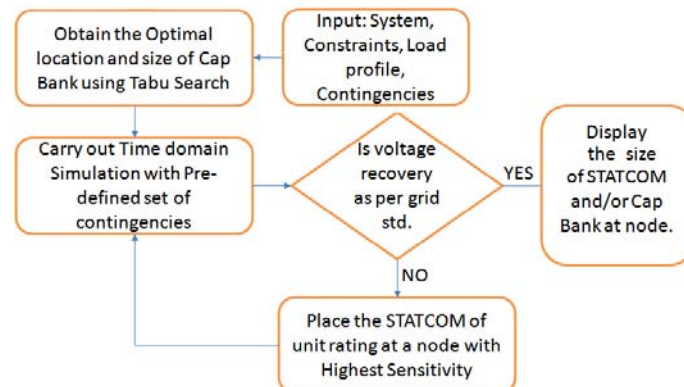 Input: System,
Constraints, Load
profile,
Contingencies
Obtain the Optimal
location and size of Cap
Bank using Tabu Search
Carry out Time domain
Simulation with Pre-
defined set of
contingencies
Is voltage
recovery
as per grid
std.
YES
Display
the size
of STATCOM
and/or Cap
Bank at node.
NO
Place the STATCOM of
unit rating at a node with
Highest Sensitivity